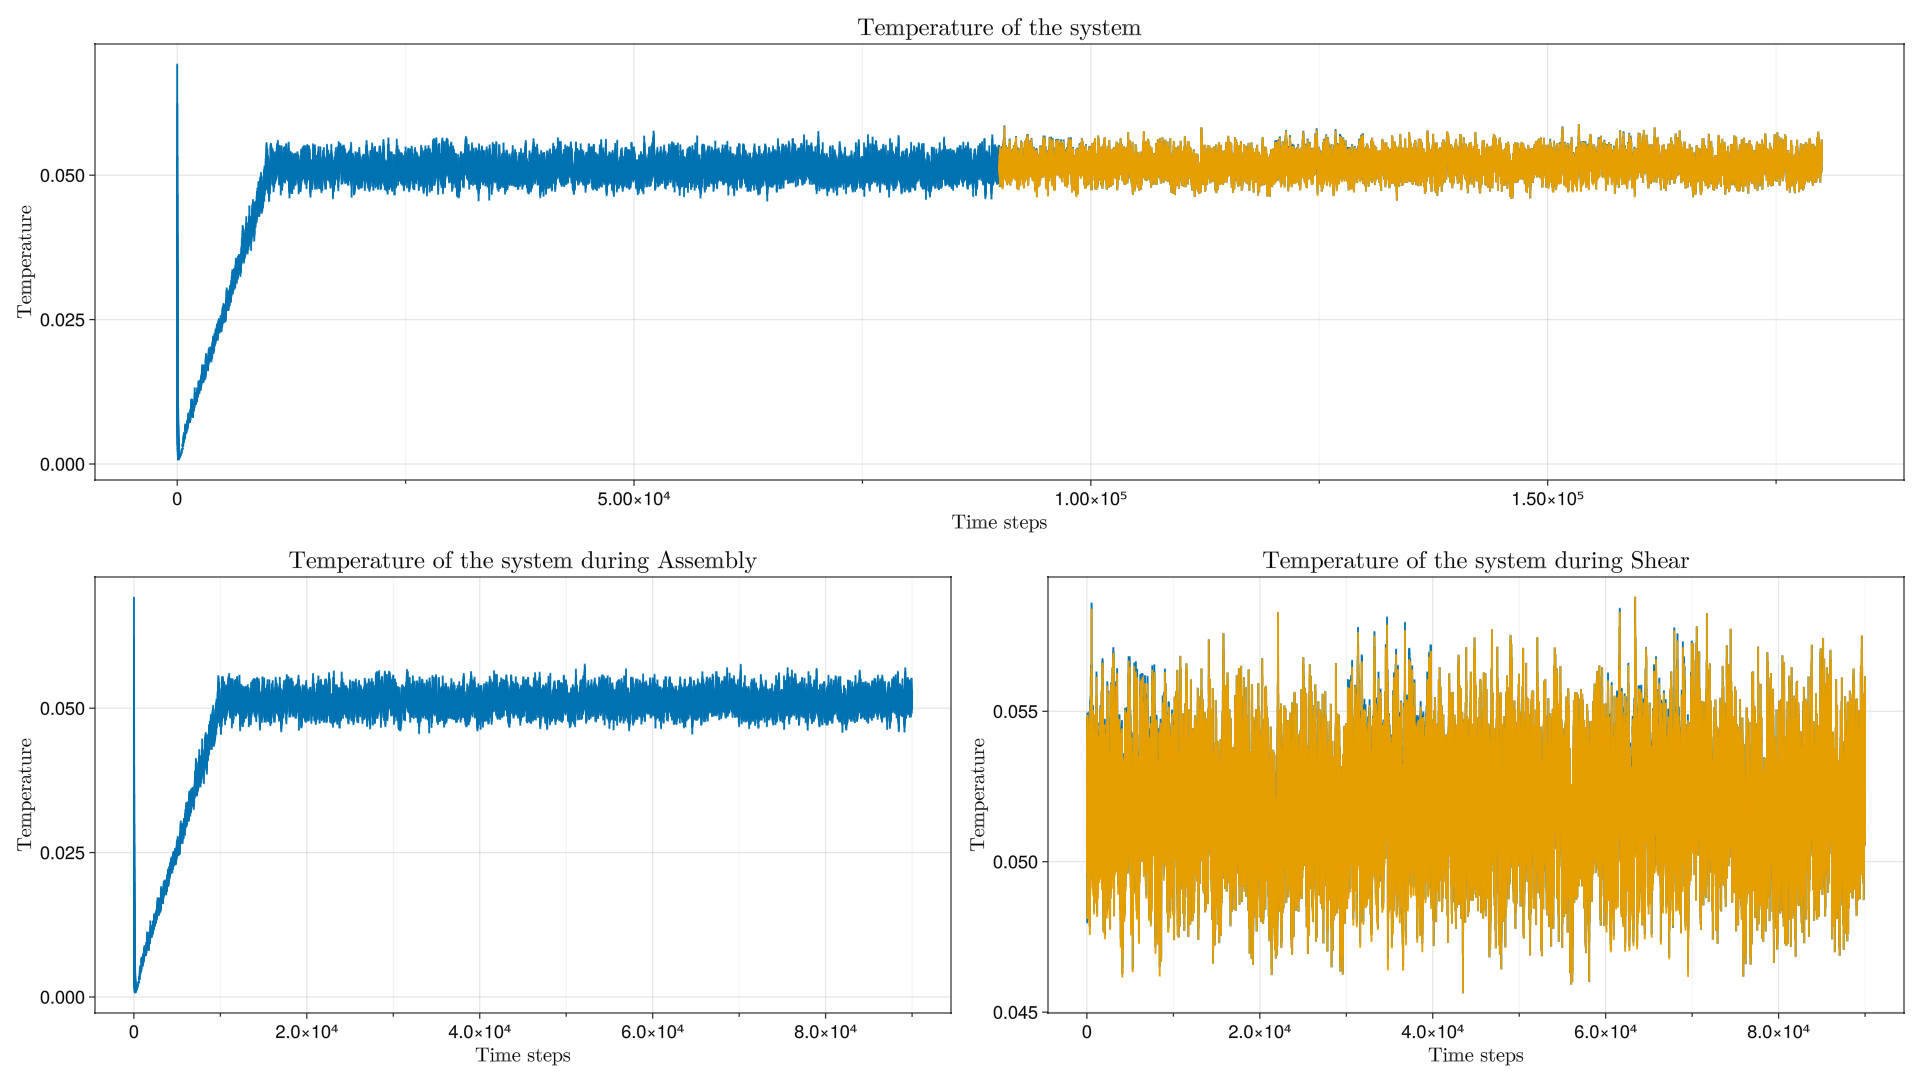 Temperature of the system
Temperature
0.050
0.025
0.000
0
5.00×10⁴
1.00×10⁵
1.50×10⁵
Time steps
Temperature of the system during Assembly
Temperature
0.050
0.025
0.000
0
2.0×10⁴
4.0×10⁴
6.0×10⁴
8.0×10⁴
Time steps
Temperature of the system during Shear
Temperature
0.055
0.050
0.045
0
2.0×10⁴
4.0×10⁴
6.0×10⁴
8.0×10⁴
Time steps